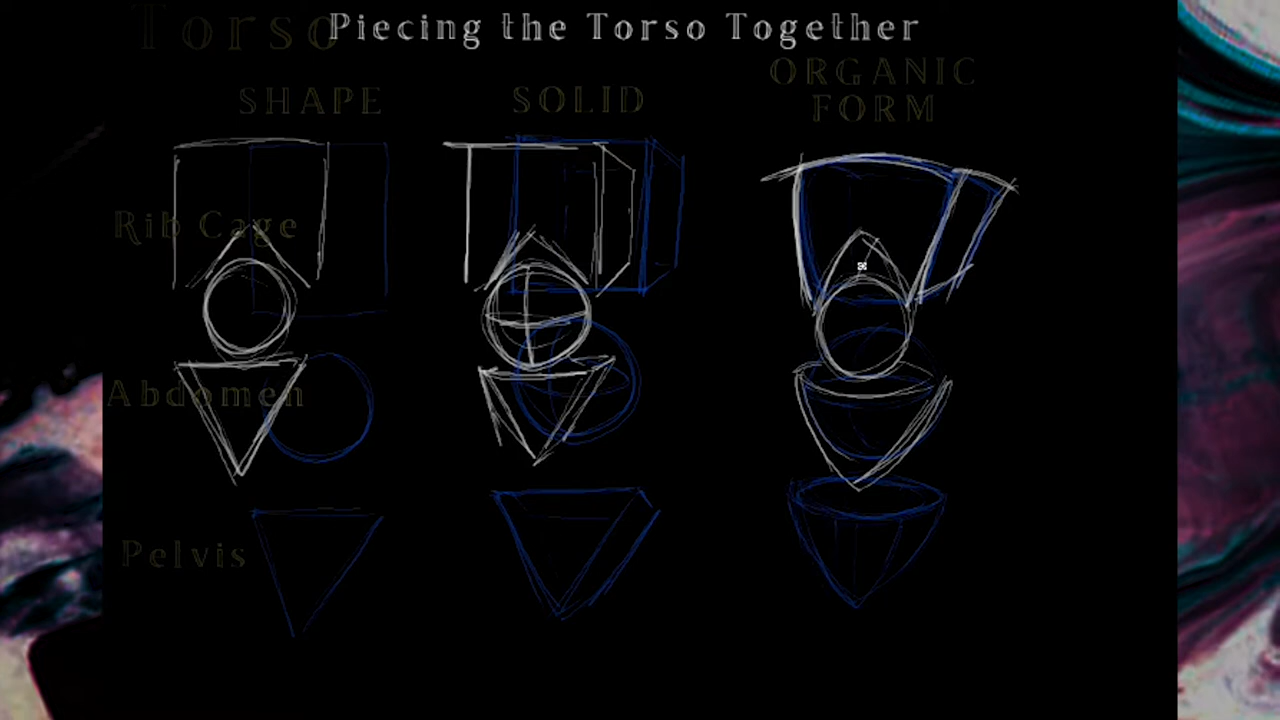 Torso
Piecing the Torso Together
SHAPE
SOLID
ORGANIC
FORM
Rib Cage
Abdomen
Pelvis